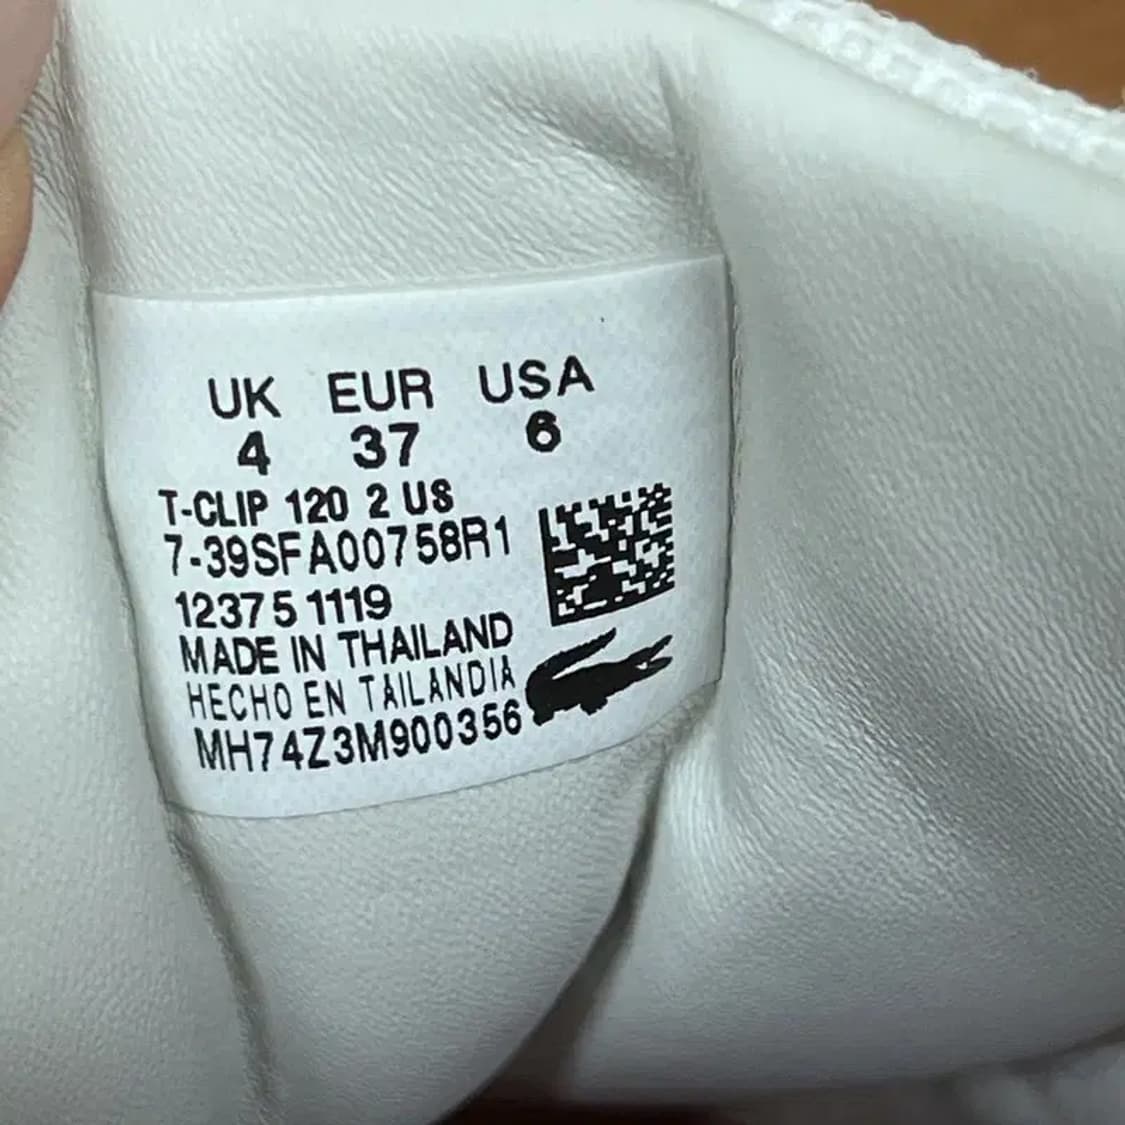 UK EUR USA
4 37 6
T-CLIP 120 2 US
7-39SFA00758R1
12375 1119
MADE IN THAILAND
HECHO EN TAILANDIA
MH74Z3M900356